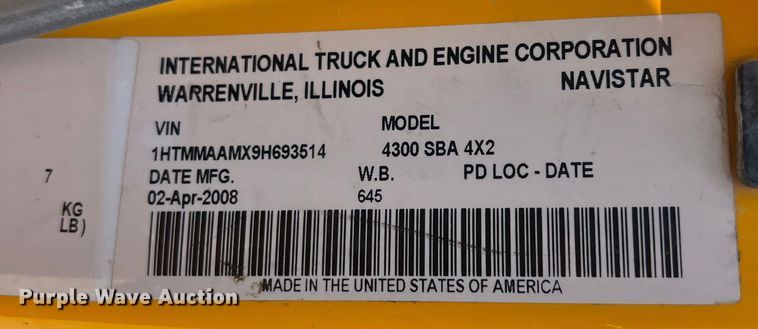 INTERNATIONAL TRUCK AND ENGINE CORPORATION
WARRENVILLE, ILLINOIS NAVISTAR
VIN MODEL
1HTMMAAMX9H693514 4300 SBA 4X2
DATE MFG. W.B. PD LOC - DATE
02-Apr-2008 645
7
KG
LB)
MADE IN THE UNITED STATES OF AMERICA
Purple Wave Auction